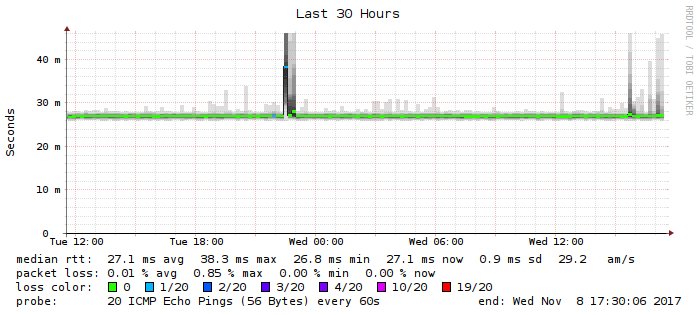 Last 30 Hours
RRDTOOL / TOBI OETIKER
Seconds
40 m
30 m
20 m
10 m
0
Tue 12:00 Tue 18:00 Wed 00:00 Wed 06:00 Wed 12:00
median rtt: 27.1 ms avg 38.3 ms max 26.8 ms min 27.1 ms now 0.9 ms sd 29.2 am/s
packet loss: 0.01 % avg 0.85 % max 0.00 % min 0.00 % now
loss color: 0 1/20 2/20 3/20 4/20 10/20 19/20
probe: 20 ICMP Echo Pings (56 Bytes) every 60s end: Wed Nov 8 17:30:06 2017